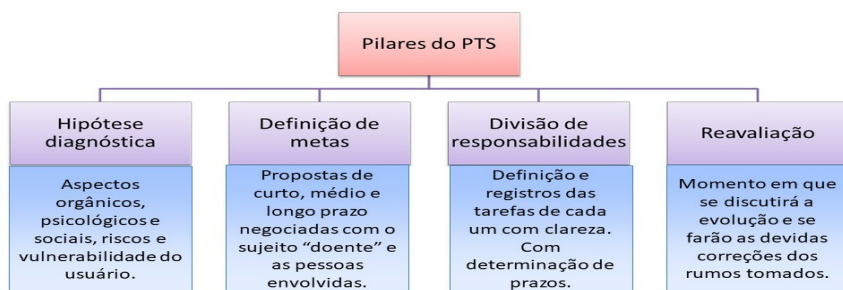 Pilares do PTS
Hipótese
diagnóstica
Aspectos
orgânicos,
psicológicos e
sociais, riscos e
vulnerabilidade do
usuário.
Definição de
metas
Propostas de
curto, médio e
longo prazo
negociadas com o
sujeito “doente” e
as pessoas
envolvidas.
Divisão de
responsabilidades
Definição e
registros das
tarefas de cada
um com clareza.
Com
determinação de
prazos.
Reavaliação
Momento em que
se discutirá a
evolução e se
farão as devidas
correções dos
rumos tomados.